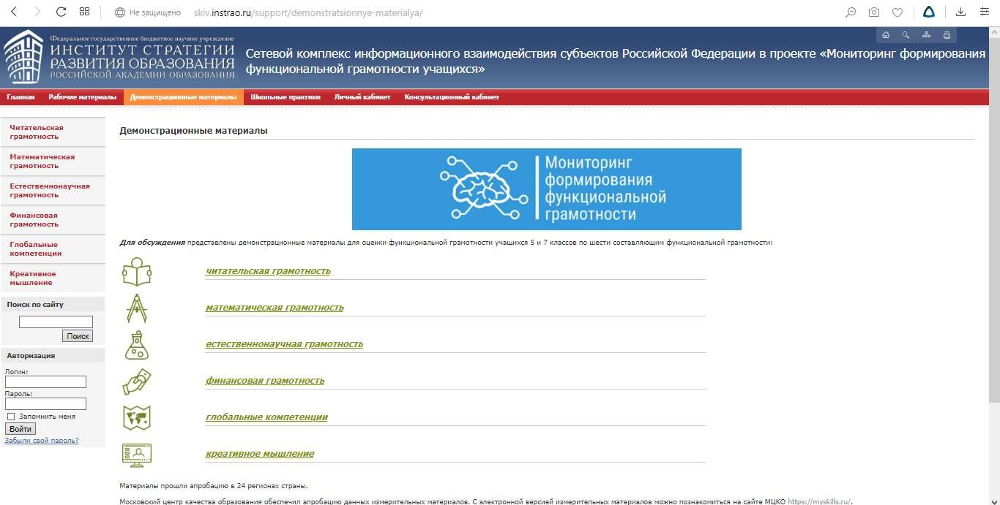 Не защищено
skiv.instrao.ru/support/demonstratsionnye-materialya/
Федеральное государственное бюджетное научное учреждение
ИНСТИТУТ СТРАТЕГИИ
РАЗВИТИЯ ОБРАЗОВАНИЯ
РОССИЙСКОЙ АКАДЕМИИ ОБРАЗОВАНИЯ
Сетевой комплекс информационного взаимодействия субъектов Российской Федерации в проекте «Мониторинг формирования
функциональной грамотности учащихся»
Главная Рабочие материалы Демонстрационные материалы Школьные практики Личный кабинет Консультационный кабинет
Читательская
грамотность
Математическая
грамотность
Естественнонаучная
грамотность
Финансовая
грамотность
Глобальные
компетенции
Креативное
мышление
Поиск по сайту
Поиск
Авторизация
Логин:
Пароль:
Запомнить меня
Войти
Забыли свой пароль?
Демонстрационные материалы
Мониторинг
формирования
функциональной
грамотности
Для обсуждения представлены демонстрационные материалы для оценки функциональной грамотности учащихся 5 и 7 классов по шести составляющим функциональной грамотности:
читательская грамотность
математическая грамотность
естественнонаучная грамотность
финансовая грамотность
глобальные компетенции
креативное мышление
Материалы прошли апробацию в 24 регионах страны.
Московский центр качества образования обеспечил апробацию данных измерительных материалов. С электронной версией измерительных материалов можно познакомиться на сайте МЦКО https://myskills.ru/.